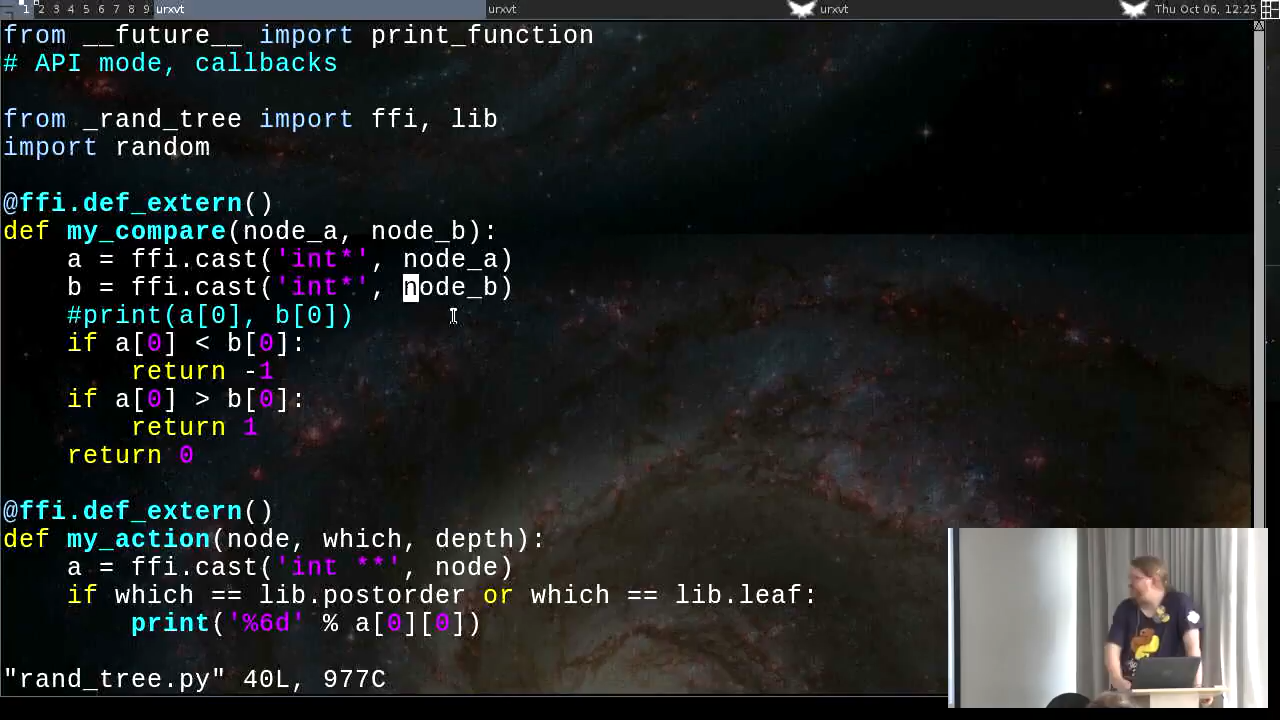 1 2 3 4 5 6 7 8 9 urxvt urxvt urxvt Thu Oct 06, 12:25
from __future__ import print_function
# API mode, callbacks
from _rand_tree import ffi, lib
import random
@ffi.def_extern()
def my_compare(node_a, node_b):
    a = ffi.cast('int*', node_a)
    b = ffi.cast('int*', node_b)
    #print(a[0], b[0])
    if a[0] < b[0]:
        return -1
    if a[0] > b[0]:
        return 1
    return 0
@ffi.def_extern()
def my_action(node, which, depth):
    a = ffi.cast('int **', node)
    if which == lib.postorder or which == lib.leaf:
        print('%6d' % a[0][0])
"rand_tree.py" 40L, 977C